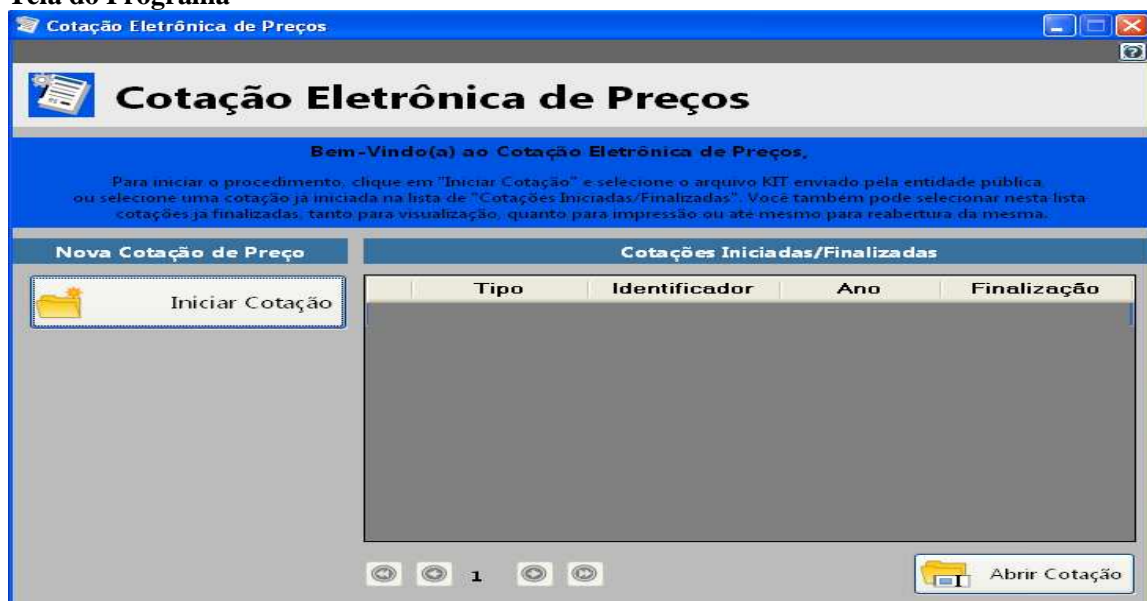 Tela do Programa
Cotação Eletrônica de Preços
Cotação Eletrônica de Preços
Bem-Vindo(a) ao Cotação Eletrônica de Preços,
Para iniciar o procedimento, clique em "Iniciar Cotação" e selecione o arquivo KIT enviado pela entidade pública,
ou selecione uma cotação já iniciada na lista de "Cotações Iniciadas/Finalizadas". Você também pode selecionar nesta lista
cotações já finalizadas, tanto para visualização, quanto para impressão ou até mesmo para reabertura da mesma.
Nova Cotação de Preço
Cotações Iniciadas/Finalizadas
Iniciar Cotação
Tipo Identificador Ano Finalização
1
Abrir Cotação